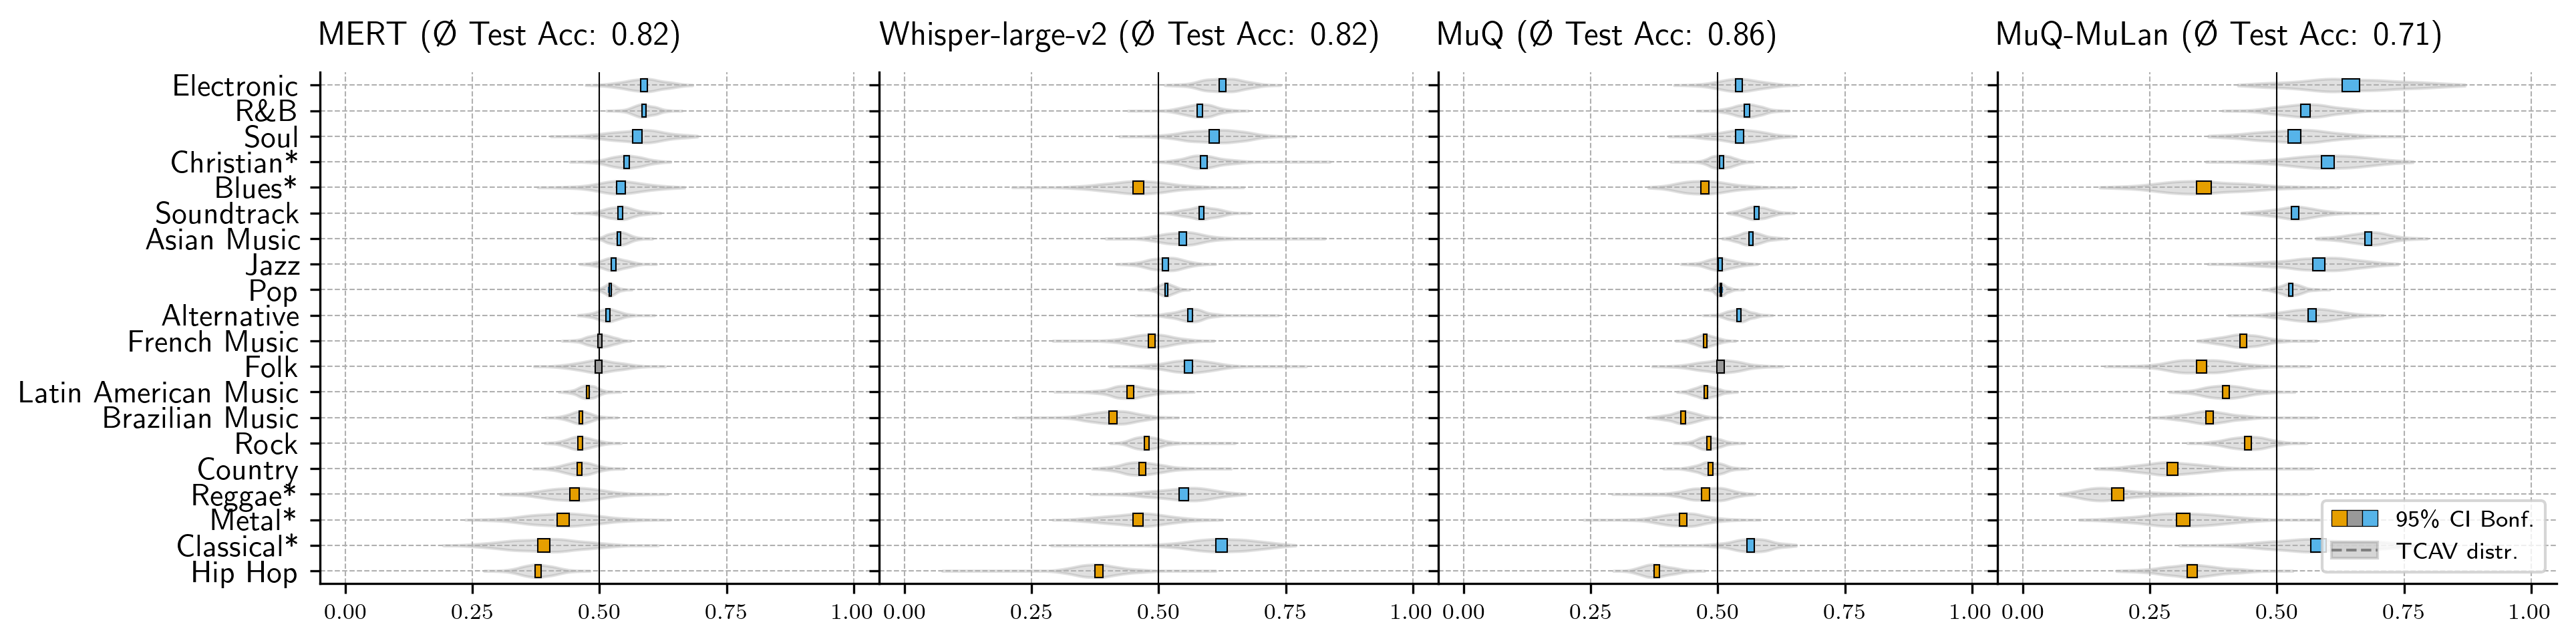 MERT (Ø Test Acc: 0.82)
Whisper-large-v2 (Ø Test Acc: 0.82)
MuQ (Ø Test Acc: 0.86)
MuQ-MuLan (Ø Test Acc: 0.71)
Electronic
R&B
Soul
Christian*
Blues*
Soundtrack
Asian Music
Jazz
Pop
Alternative
French Music
Folk
Latin American Music
Brazilian Music
Rock
Country
Reggae*
Metal*
Classical*
Hip Hop
95% CI Bonf.
TCAV distr.
0.00 0.25 0.50 0.75 1.00
0.00 0.25 0.50 0.75 1.00
0.00 0.25 0.50 0.75 1.00
0.00 0.25 0.50 0.75 1.00